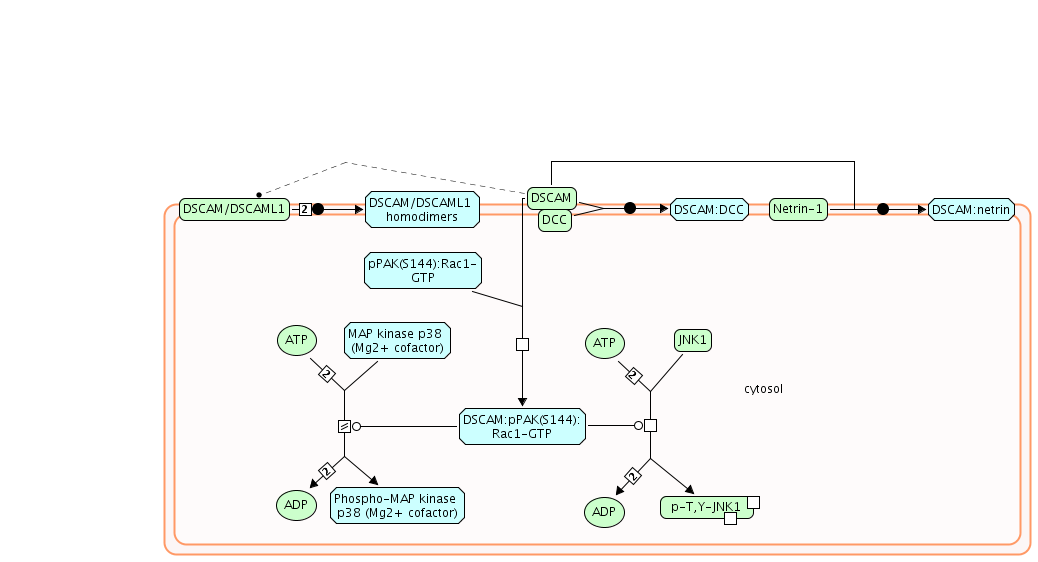 DSCAM/DSCAML1
2
DSCAM/DSCAML1
homodimers
DSCAM
DCC
DSCAM:DCC
Netrin-1
DSCAM:netrin
pPAK(S144):Rac1-
GTP
ATP
2
MAP kinase p38
(Mg2+ cofactor)
ATP
2
JNK1
cytosol
DSCAM:pPAK(S144):
Rac1-GTP
2
ADP
Phospho-MAP kinase
p38 (Mg2+ cofactor)
2
ADP
p-T,Y-JNK1